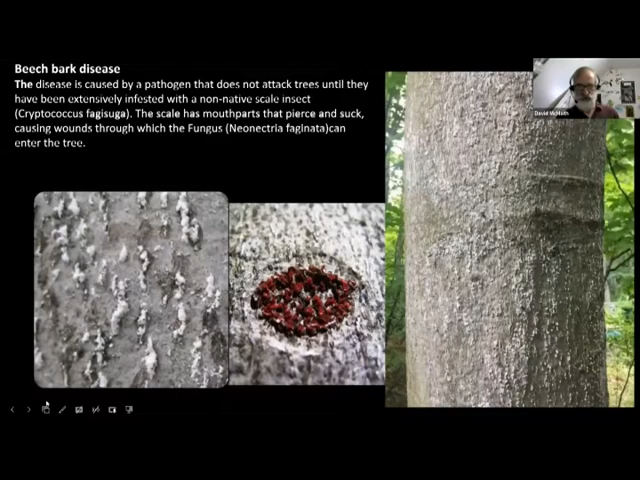 Beech bark disease
The disease is caused by a pathogen that does not attack trees until they
have been extensively infested with a non-native scale insect
(Cryptococcus fagisuga). The scale has mouthparts that pierce and suck,
causing wounds through which the Fungus (Neonectria faginata)can
enter the tree.